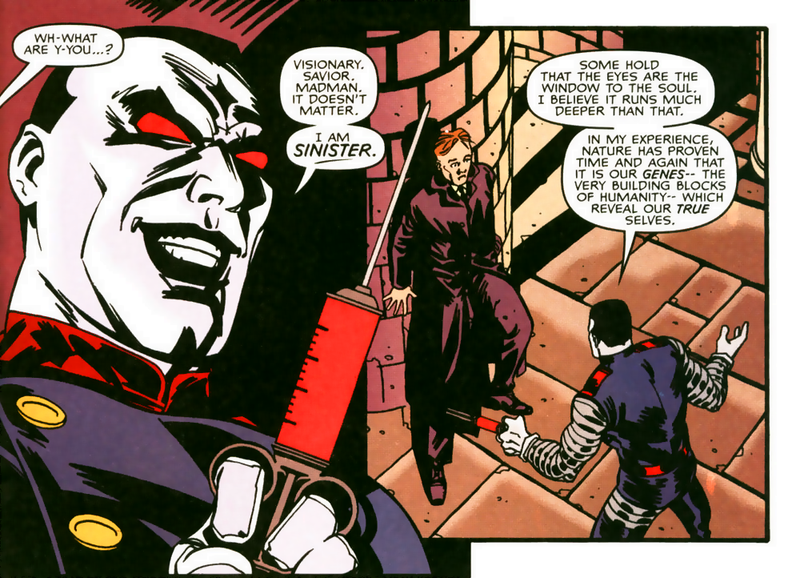 WH-WHAT
ARE Y-YOU...?
VISIONARY.
SAVIOR.
MADMAN.
IT DOESN'T
MATTER.
I AM
SINISTER.
SOME HOLD
THAT THE EYES ARE THE
WINDOW TO THE SOUL.
I BELIEVE IT RUNS MUCH
DEEPER THAN THAT.
IN MY EXPERIENCE,
NATURE HAS PROVEN
TIME AND AGAIN THAT
IT IS OUR GENES-- THE
VERY BUILDING BLOCKS
OF HUMANITY-- WHICH
REVEAL OUR TRUE
SELVES.